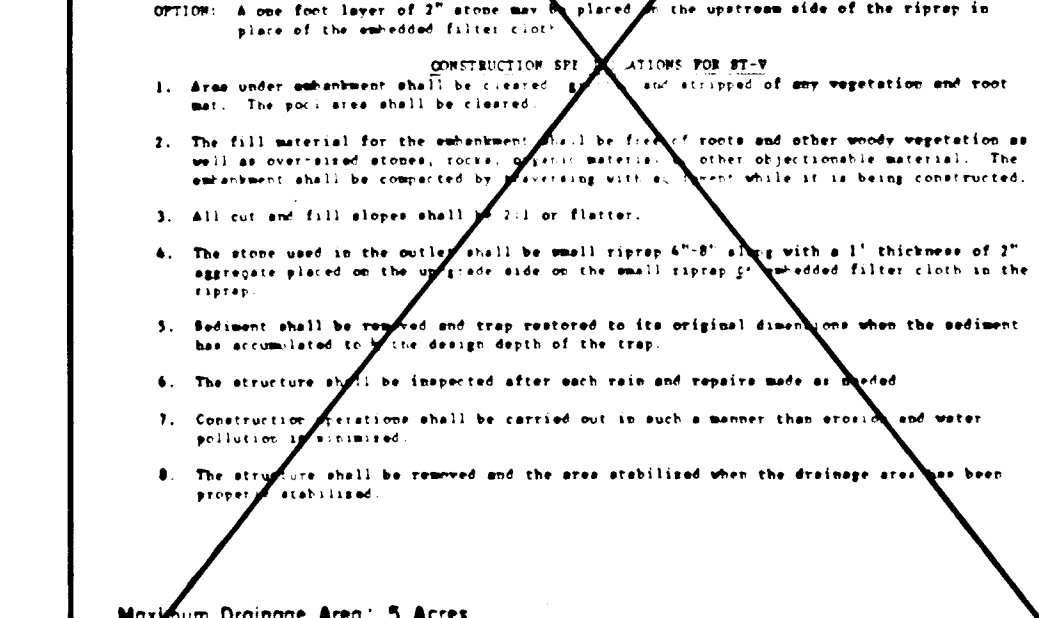 OPTION: A one foot layer of 2" stone may be placed on the upstream side of the riprap in
place of the embedded filter cloth
CONSTRUCTION SPE ATIONS FOR ST-V
1. Area under embankment shall be cleared and stripped of any vegetation and root
mat. The pool area shall be cleared.
2. The fill material for the embankment shall be free of roots and other woody vegetation as
well as over-sized stones, rocks, organic material other objectionable material. The
embankment shall be compacted by traversing with equipment while it is being constructed.
3. All cut and fill slopes shall be 2:1 or flatter.
4. The stone used in the outlet shall be small riprap 4"-8" along with a 1' thickness of 2"
aggregate placed on the up-grade side on the small riprap or embedded filter cloth in the
riprap.
5. Sediment shall be removed and trap restored to its original dimentions when the sediment
has accumulated to the design depth of the trap.
6. The structure shall be inspected after each rain and repairs made as needed
7. Construction operations shall be carried out in such a manner than erosion and water
pollution is minimized.
8. The structure shall be removed and the area stabilized when the drainage area has been
properly stabilized.
Maximum Drainage Area: 5 Acres